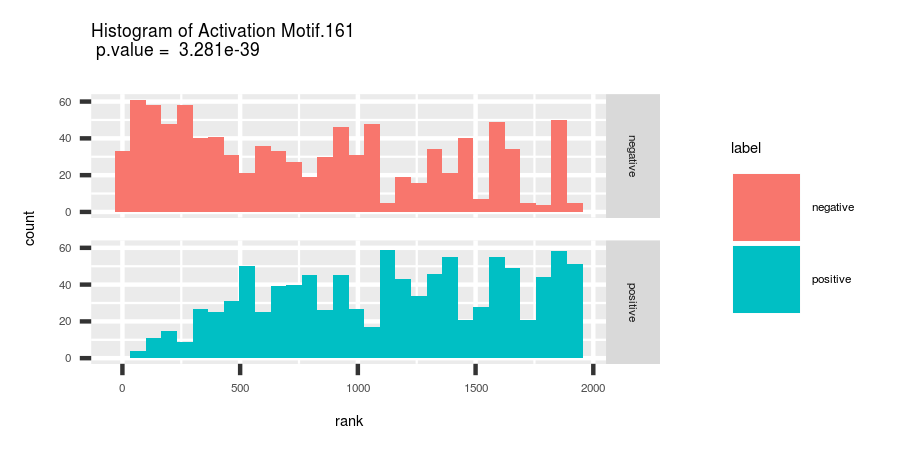 Histogram of Activation Motif.161
p.value = 3.281e-39
count
60
40
20
0
negative
60
40
20
0
positive
0 500 1000 1500 2000
rank
label
negative
positive